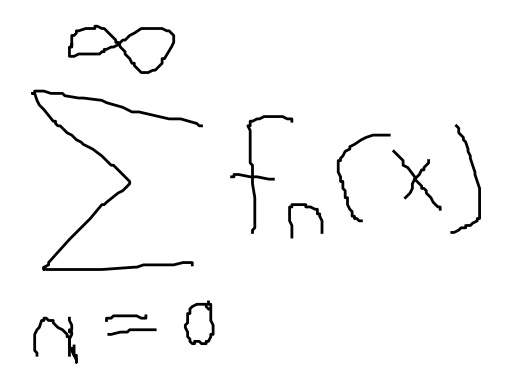 ∞
∑ fₙ(x)
n = 0